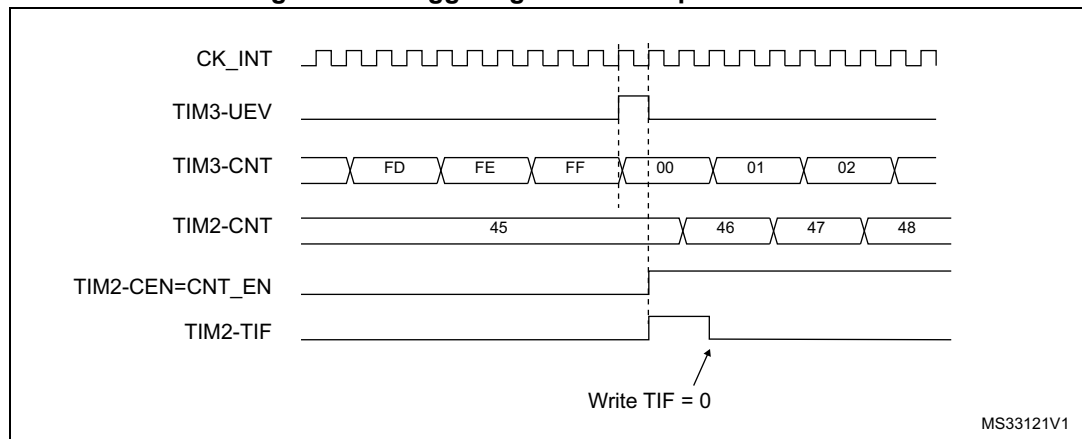 CK_INT
TIM3-UEV
TIM3-CNT FD FE FF 00 01 02
TIM2-CNT 45 46 47 48
TIM2-CEN=CNT_EN
TIM2-TIF
Write TIF = 0
MS33121V1